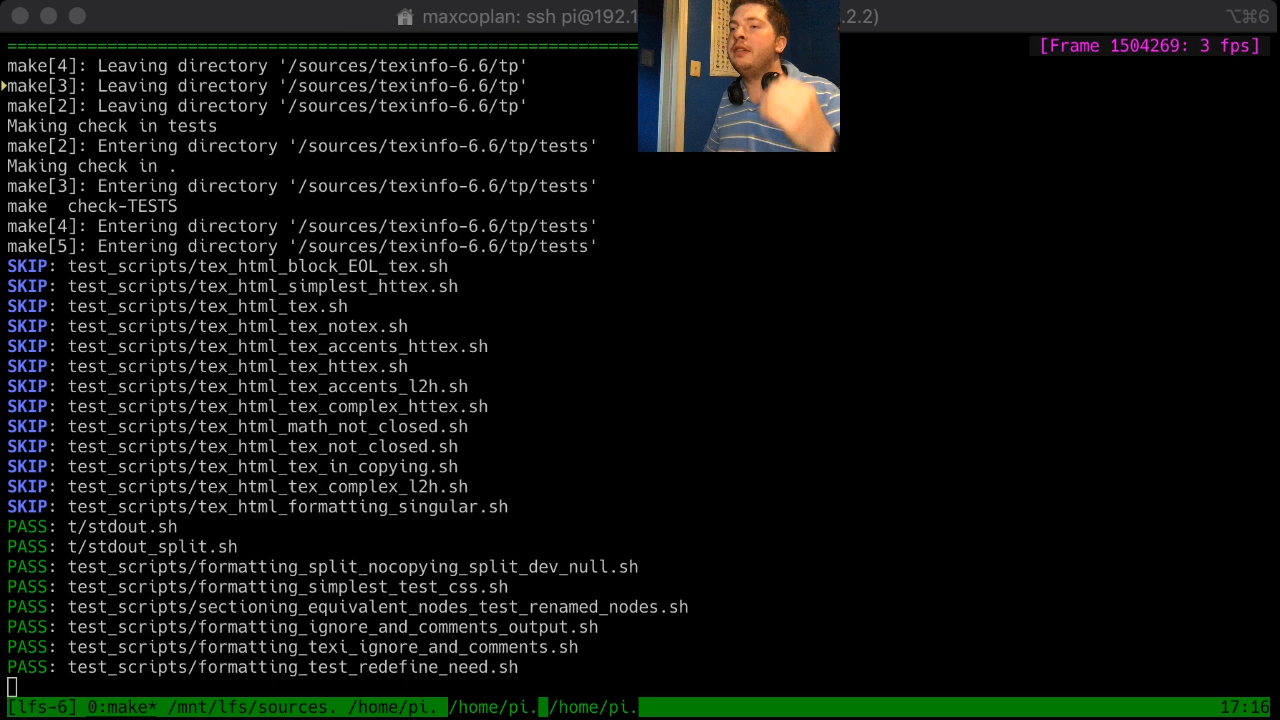 maxcoplan: ssh pi@192.1 .2.2) ⌥⌘6
[Frame 1504269: 3 fps]
make[4]: Leaving directory '/sources/texinfo-6.6/tp'
make[3]: Leaving directory '/sources/texinfo-6.6/tp'
make[2]: Leaving directory '/sources/texinfo-6.6/tp'
Making check in tests
make[2]: Entering directory '/sources/texinfo-6.6/tp/tests'
Making check in .
make[3]: Entering directory '/sources/texinfo-6.6/tp/tests'
make  check-TESTS
make[4]: Entering directory '/sources/texinfo-6.6/tp/tests'
make[5]: Entering directory '/sources/texinfo-6.6/tp/tests'
SKIP: test_scripts/tex_html_block_EOL_tex.sh
SKIP: test_scripts/tex_html_simplest_httex.sh
SKIP: test_scripts/tex_html_tex.sh
SKIP: test_scripts/tex_html_tex_notex.sh
SKIP: test_scripts/tex_html_tex_accents_httex.sh
SKIP: test_scripts/tex_html_tex_httex.sh
SKIP: test_scripts/tex_html_tex_accents_l2h.sh
SKIP: test_scripts/tex_html_tex_complex_httex.sh
SKIP: test_scripts/tex_html_math_not_closed.sh
SKIP: test_scripts/tex_html_tex_not_closed.sh
SKIP: test_scripts/tex_html_tex_in_copying.sh
SKIP: test_scripts/tex_html_tex_complex_l2h.sh
SKIP: test_scripts/tex_html_formatting_singular.sh
PASS: t/stdout.sh
PASS: t/stdout_split.sh
PASS: test_scripts/formatting_split_nocopying_split_dev_null.sh
PASS: test_scripts/formatting_simplest_test_css.sh
PASS: test_scripts/sectioning_equivalent_nodes_test_renamed_nodes.sh
PASS: test_scripts/formatting_ignore_and_comments_output.sh
PASS: test_scripts/formatting_texi_ignore_and_comments.sh
PASS: test_scripts/formatting_test_redefine_need.sh
[lfs-6] 0:make* /mnt/lfs/sources. /home/pi. /home/pi. /home/pi. 17:16